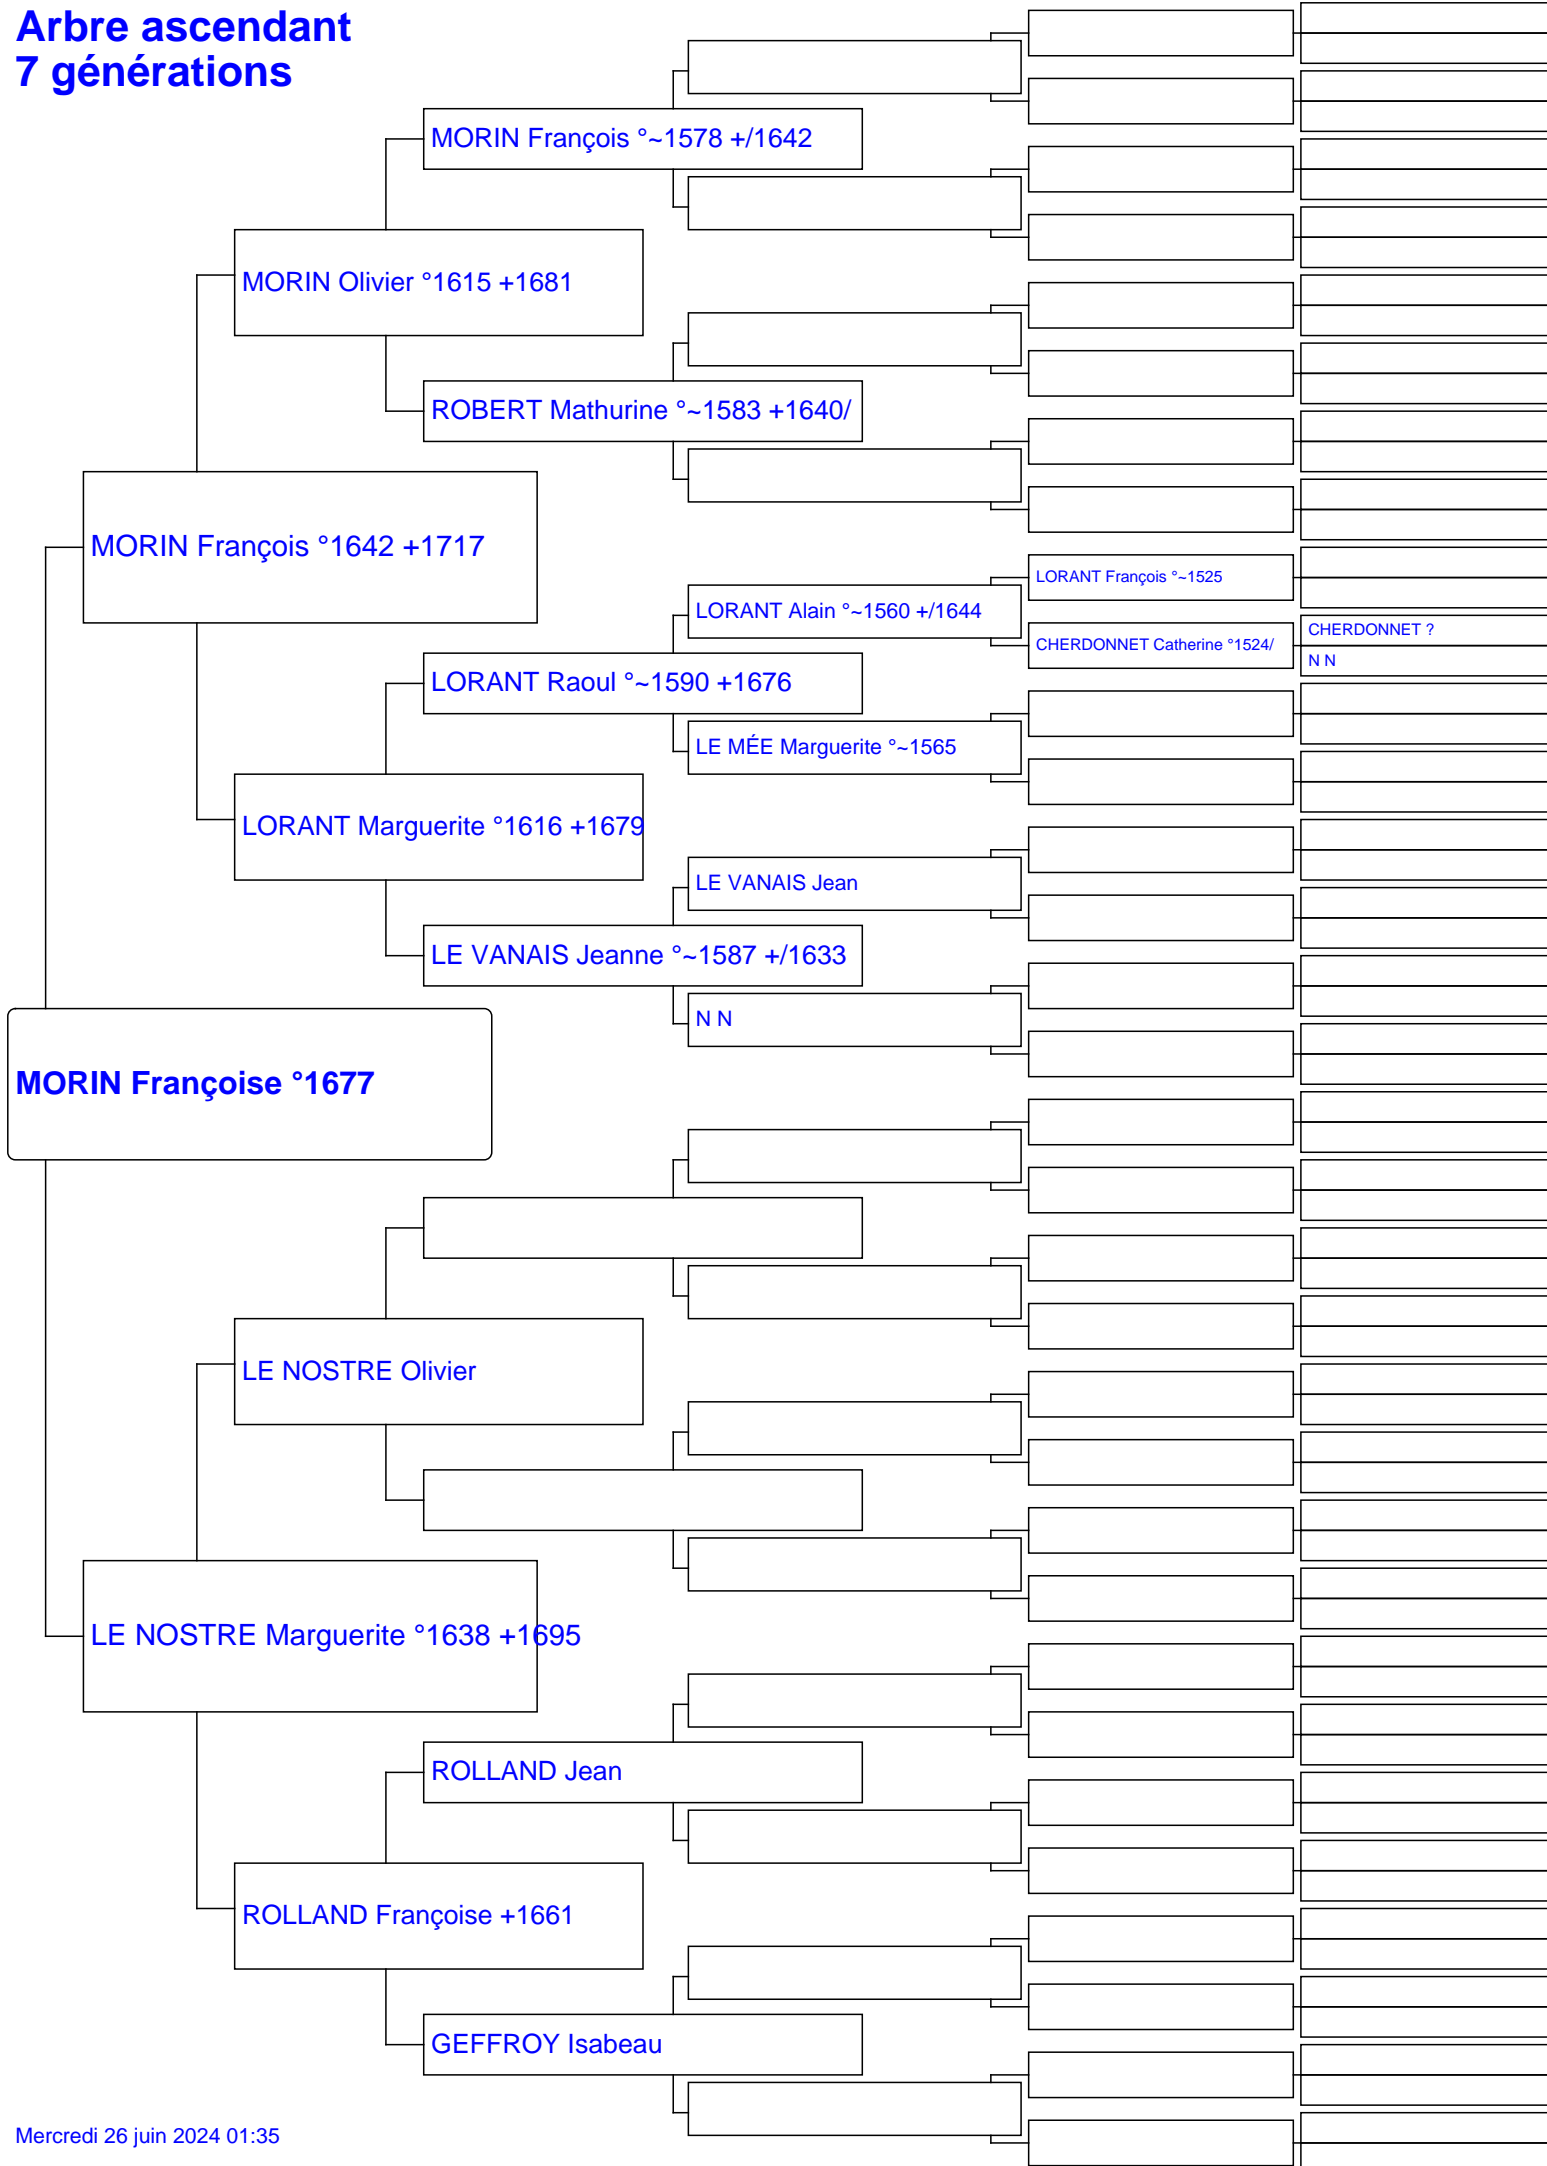 Arbre ascendant
7 générations
MORIN François °~1578 +/1642
MORIN Olivier °1615 +1681
ROBERT Mathurine °~1583 +1640/
MORIN François °1642 +1717
LORANT François °~1525
LORANT Alain °~1560 +/1644
CHERDONNET ?
CHERDONNET Catherine °1524/
N N
LORANT Raoul °~1590 +1676
LE MÉE Marguerite °~1565
LORANT Marguerite °1616 +1679
LE VANAIS Jean
LE VANAIS Jeanne °~1587 +/1633
N N
MORIN Françoise °1677
LE NOSTRE Olivier
LE NOSTRE Marguerite °1638 +1695
ROLLAND Jean
ROLLAND Françoise +1661
GEFFROY Isabeau
Mercredi 26 juin 2024 01:35